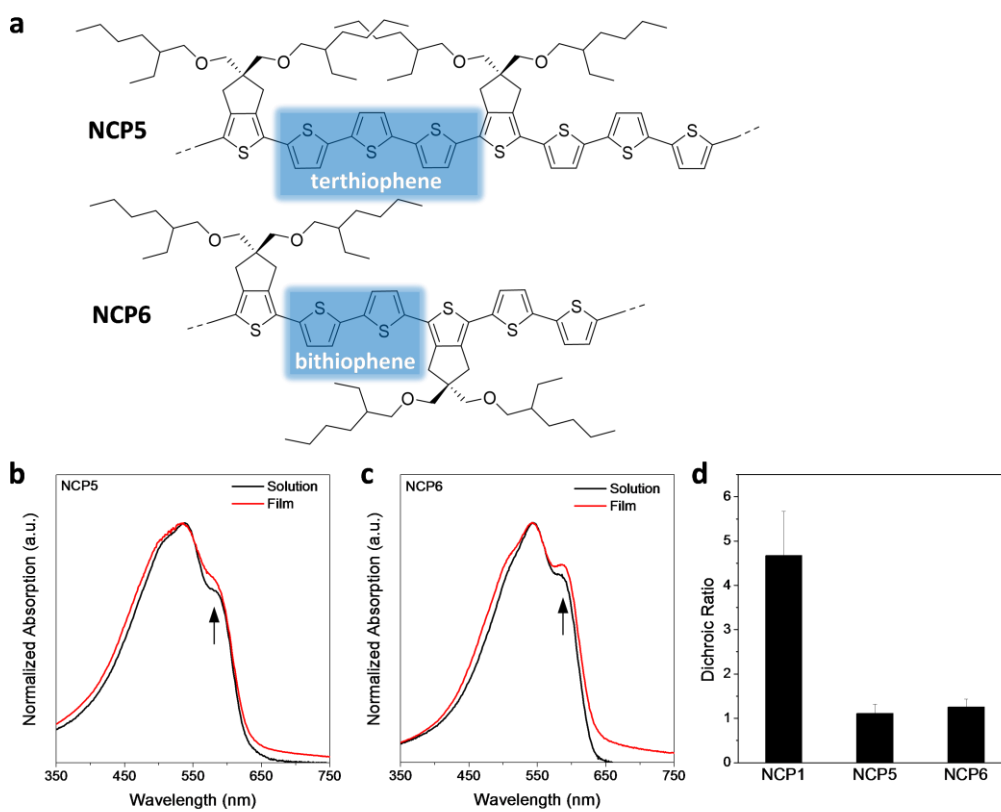 a
O O O O
NCP5
S S S S
S S S S
terthiophene
O O
NCP6
S S S
S S S
bithiophene
O O
b
NCP5
Solution
Film
Normalized Absorption (a.u.)
350 450 550 650 750
Wavelength (nm)
c
NCP6
Solution
Film
Normalized Absorption (a.u.)
350 450 550 650 750
Wavelength (nm)
d
Dichroic Ratio
6
5
4
3
2
1
0
NCP1 NCP5 NCP6